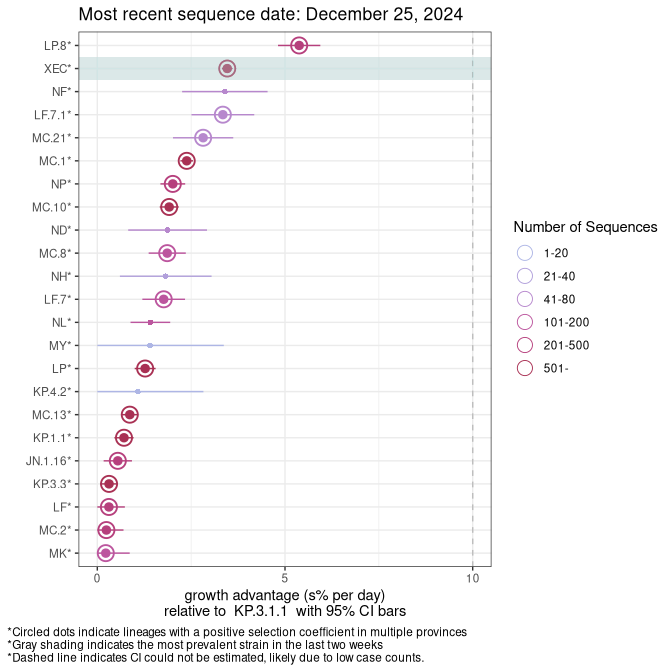 Most recent sequence date: December 25, 2024
LP.8*
XEC*
NF*
LF.7.1*
MC.21*
MC.1*
NP*
MC.10*
ND*
MC.8*
NH*
LF.7*
NL*
MY*
LP*
KP.4.2*
MC.13*
KP.1.1*
JN.1.16*
KP.3.3*
LF*
MC.2*
MK*
0 5 10
growth advantage (s% per day)
relative to KP.3.1.1 with 95% CI bars
Number of Sequences
1-20
21-40
41-80
101-200
201-500
501-
*Circled dots indicate lineages with a positive selection coefficient in multiple provinces
*Gray shading indicates the most prevalent strain in the last two weeks
*Dashed line indicates CI could not be estimated, likely due to low case counts.